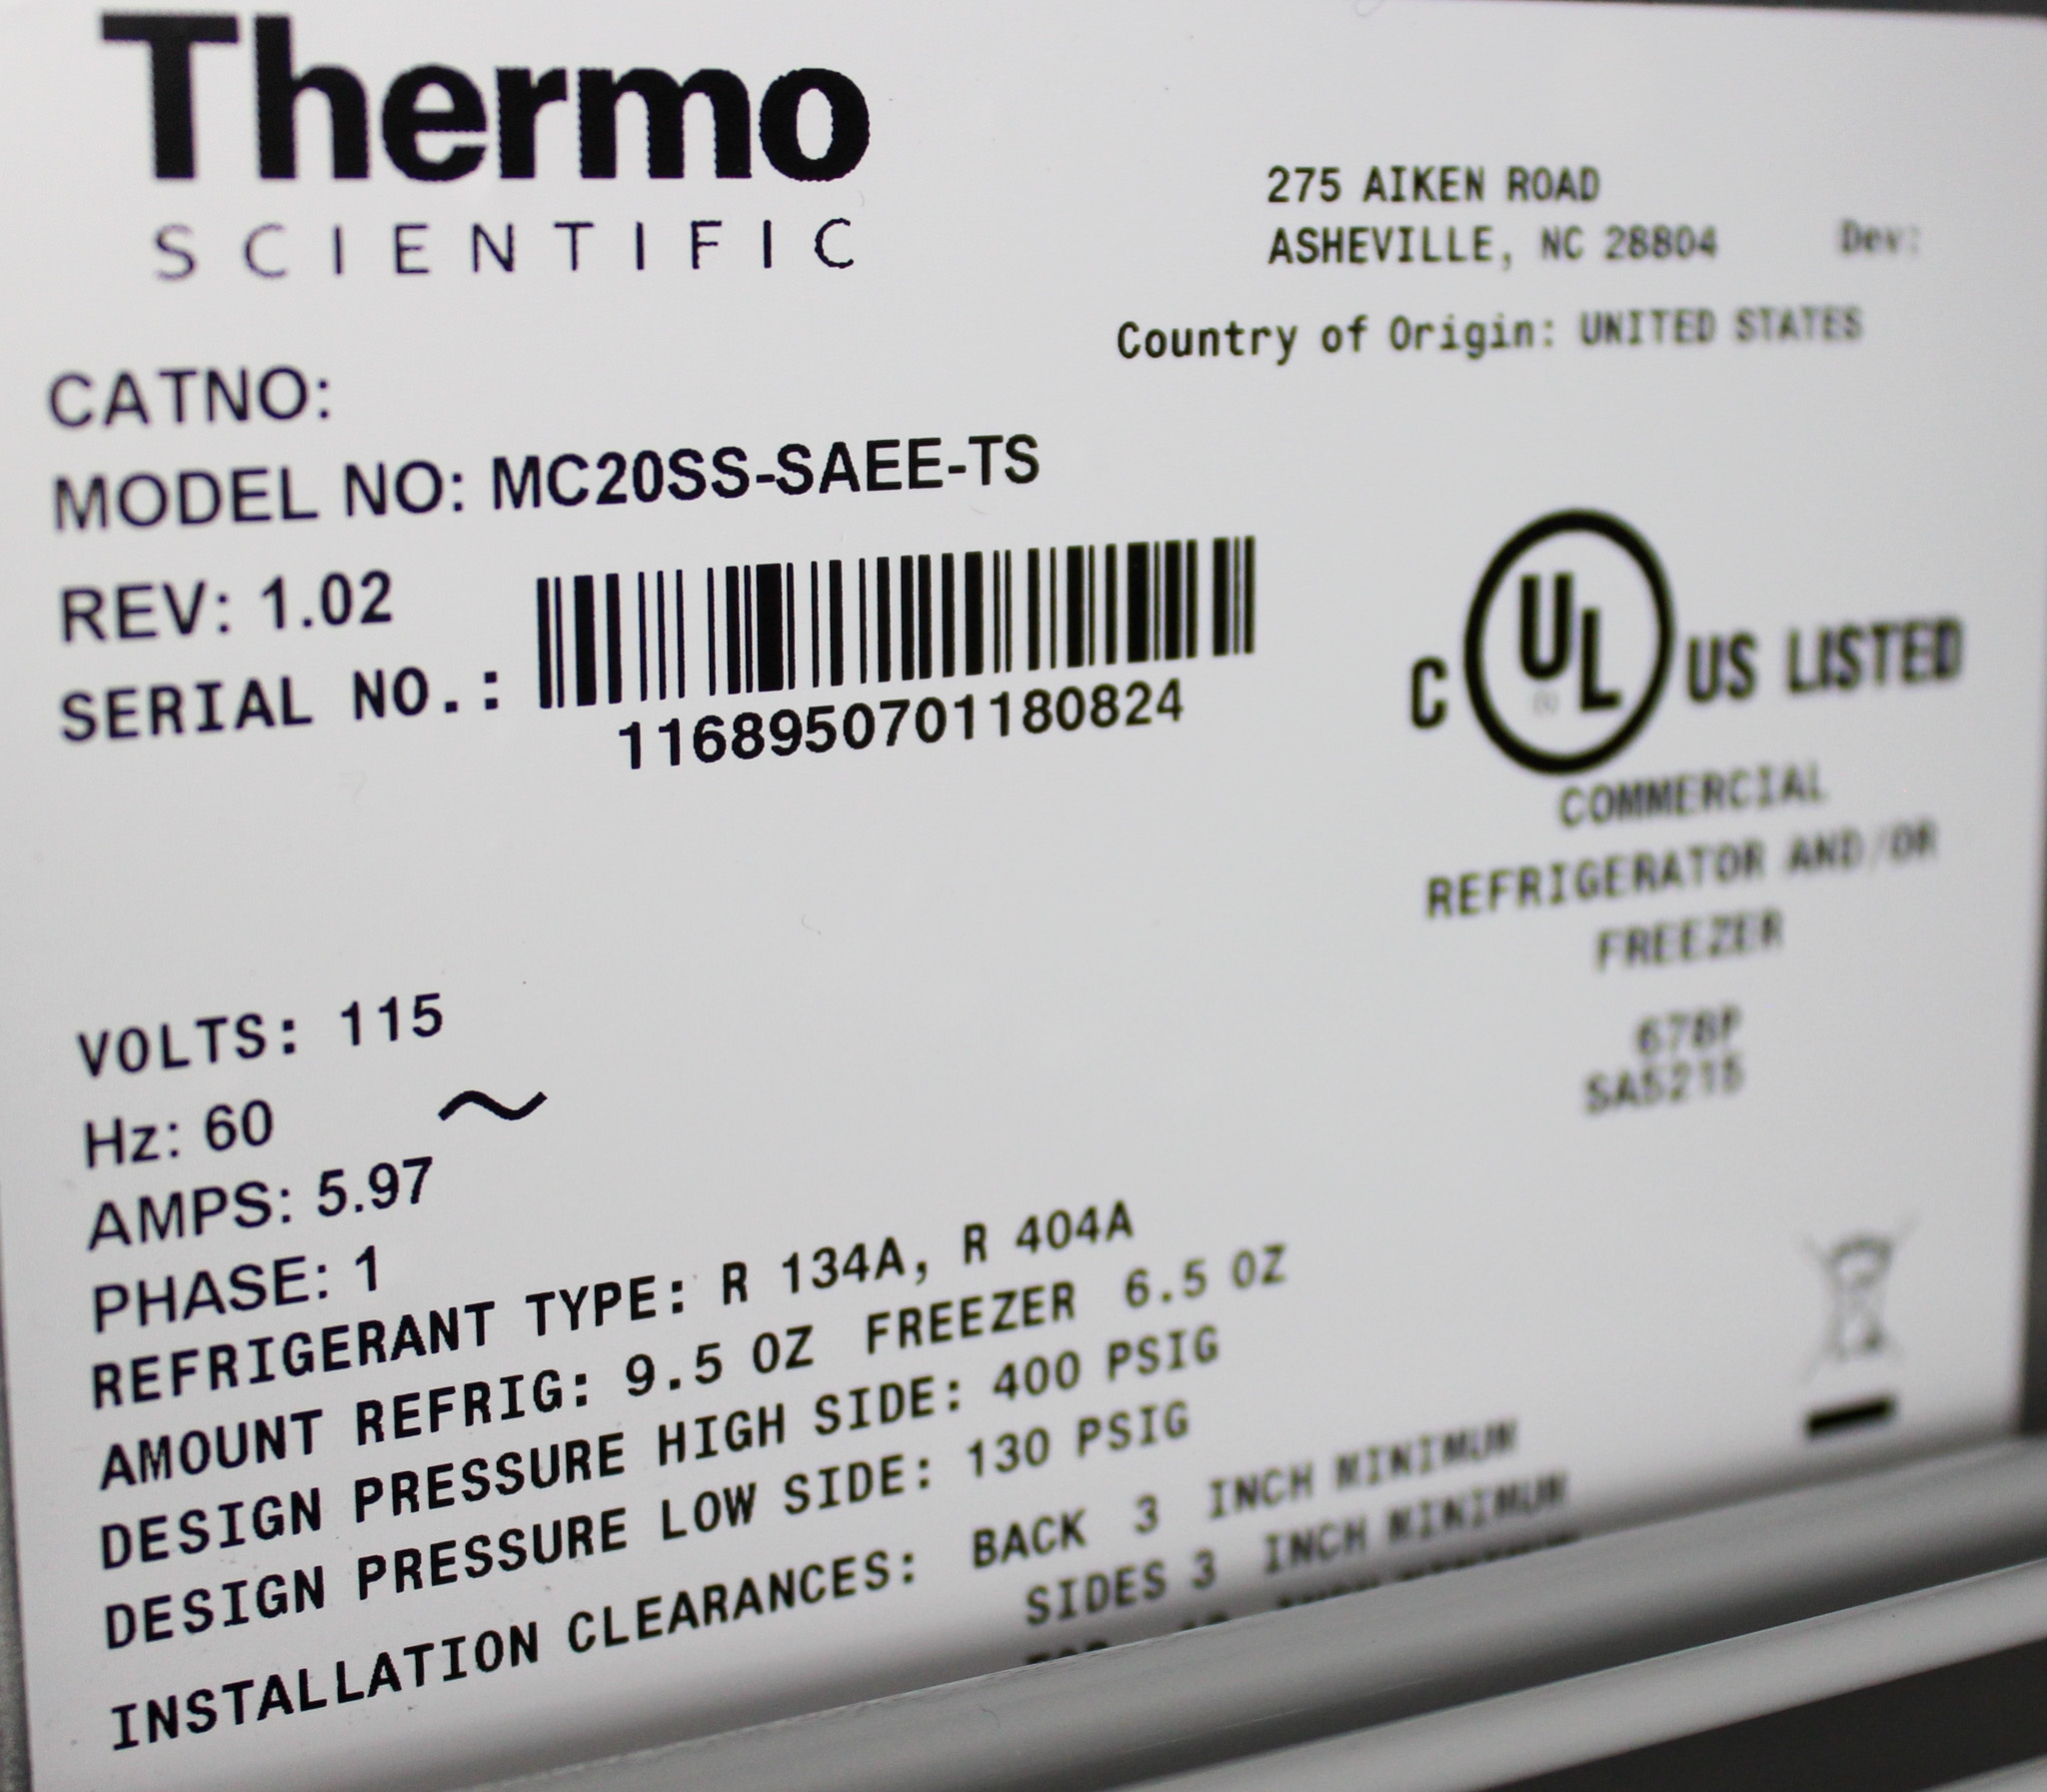 Thermo
SCIENTIFIC
275 AIKEN ROAD
ASHEVILLE, NC 28804 Dev:
Country of Origin: UNITED STATES
CATNO:
MODEL NO: MC20SS-SAEE-TS
REV: 1.02
SERIAL NO.:
1168950701180824
C UL US LISTED
COMMERCIAL
REFRIGERATOR AND/OR
FREEZER
678P
SA5215
VOLTS: 115
Hz: 60 ~
AMPS: 5.97
PHASE: 1
REFRIGERANT TYPE: R 134A, R 404A
AMOUNT REFRIG: 9.5 OZ FREEZER 6.5 OZ
DESIGN PRESSURE HIGH SIDE: 400 PSIG
DESIGN PRESSURE LOW SIDE: 130 PSIG
INSTALLATION CLEARANCES: BACK 3 INCH MINIMUM
SIDES 3 INCH MINIMUM